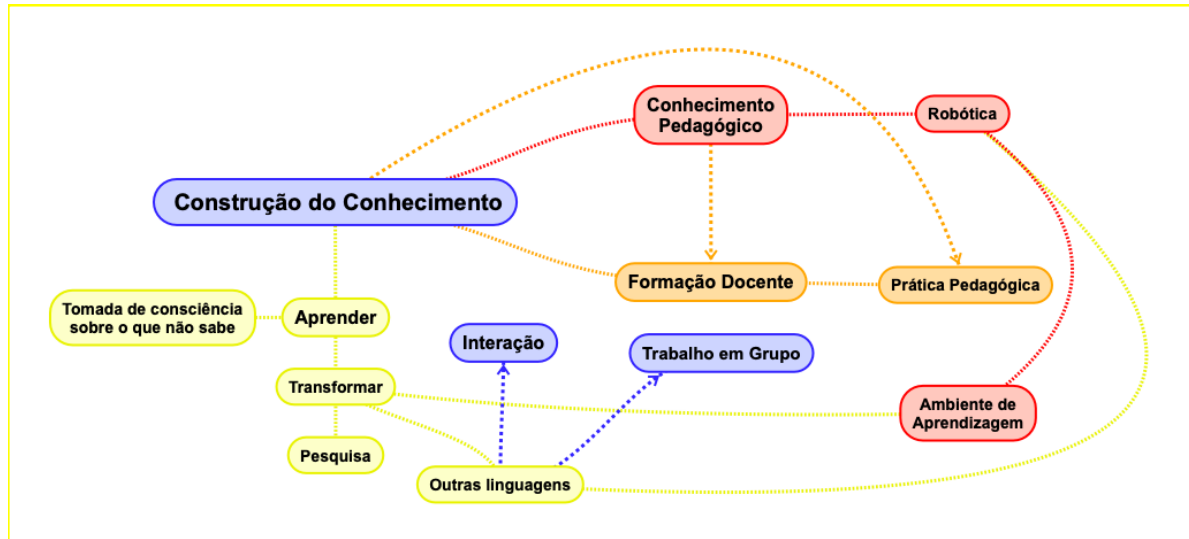 Conhecimento
Pedagógico
Robótica
Construção do Conhecimento
Formação Docente
Prática Pedagógica
Tomada de consciência
sobre o que não sabe
Aprender
Interação
Trabalho em Grupo
Transformar
Ambiente de
Aprendizagem
Pesquisa
Outras linguagens